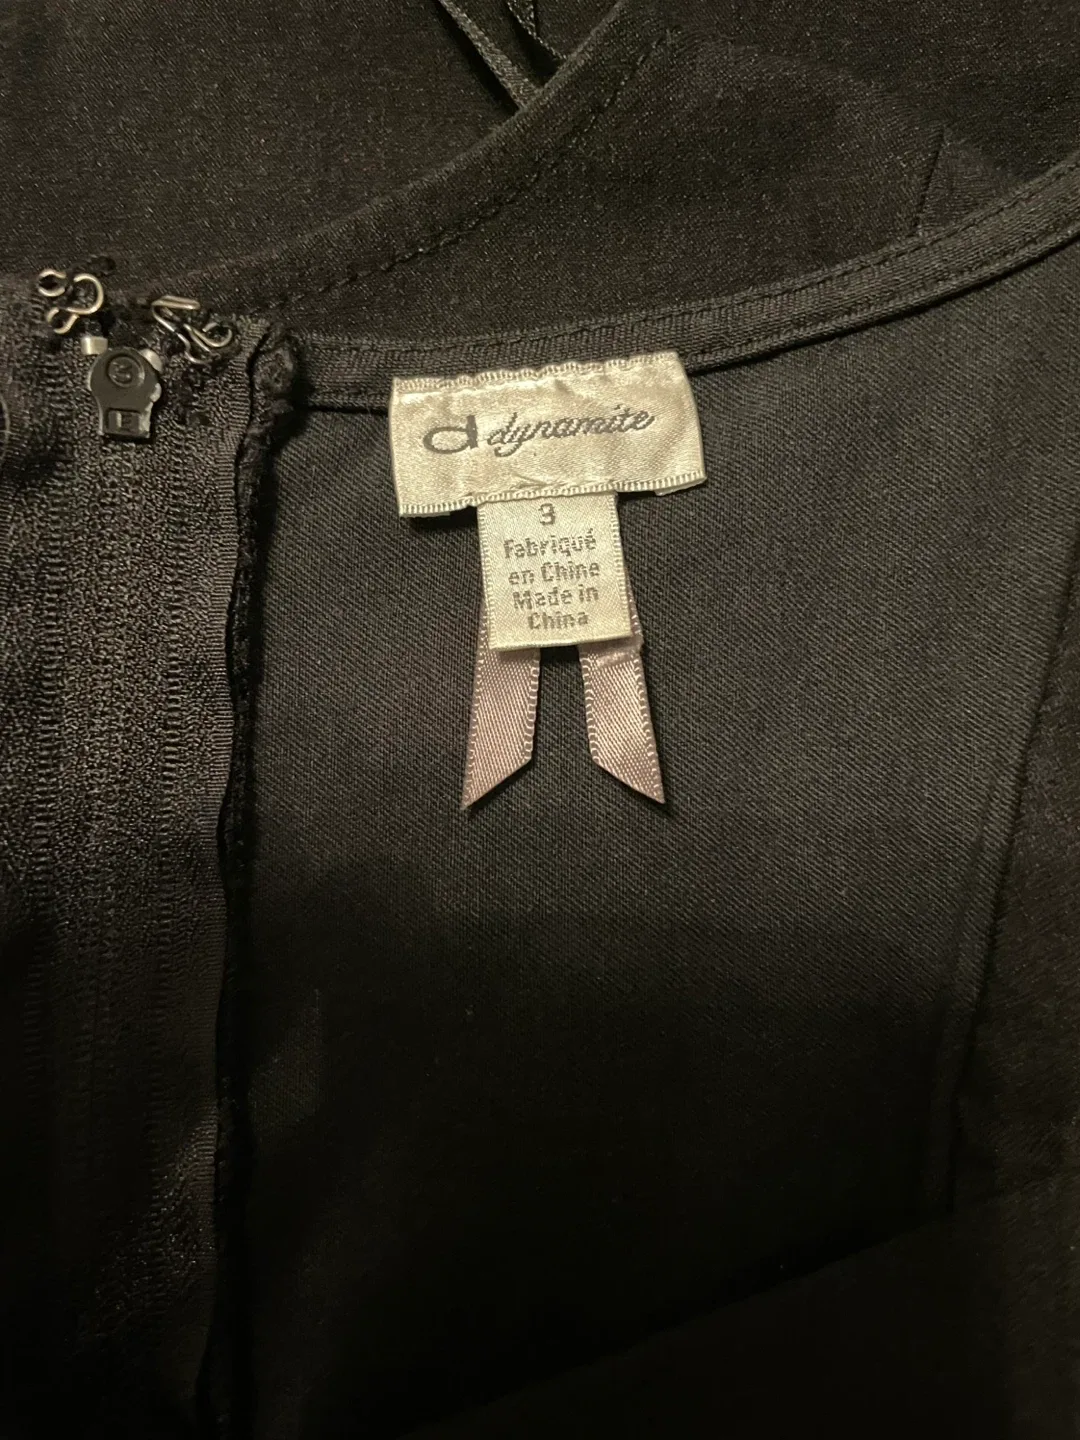 d dynamite
3
Fabriqué
en Chine
Made in
China